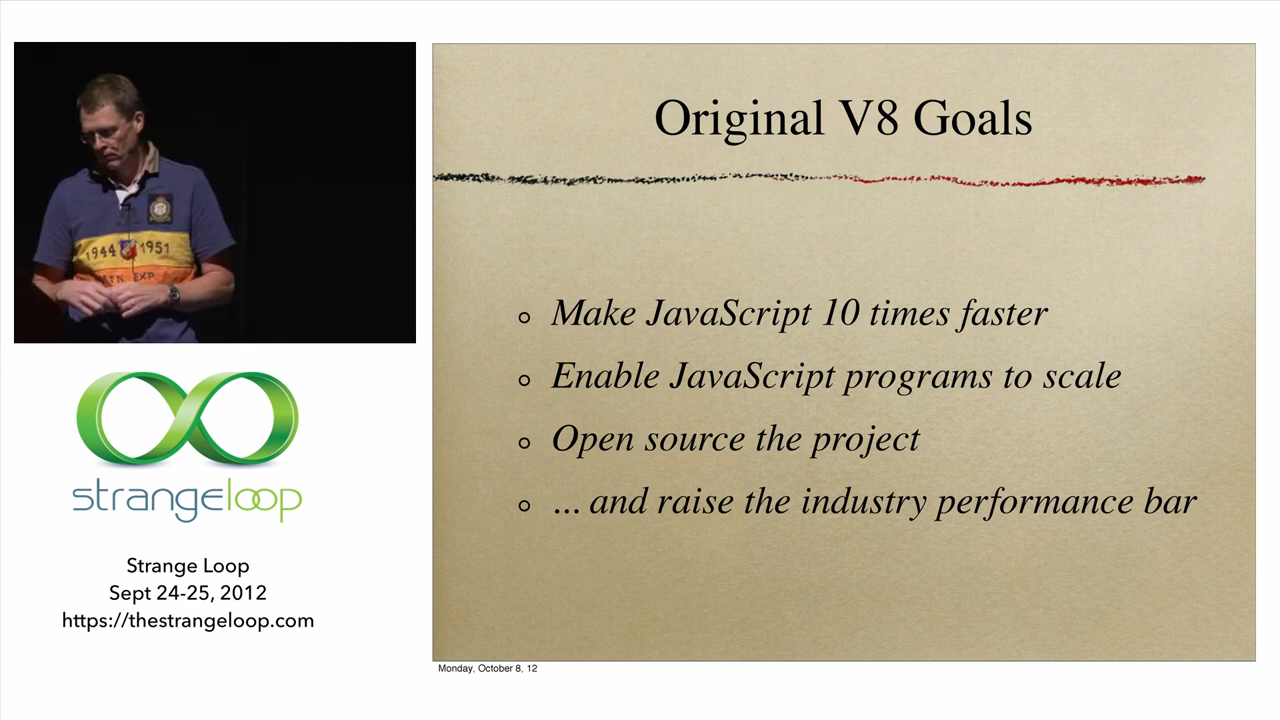 1944 1951
EXP
strangeloop
Strange Loop
Sept 24-25, 2012
https://thestrangeloop.com
Original V8 Goals
Make JavaScript 10 times faster
Enable JavaScript programs to scale
Open source the project
... and raise the industry performance bar
Monday, October 8, 12